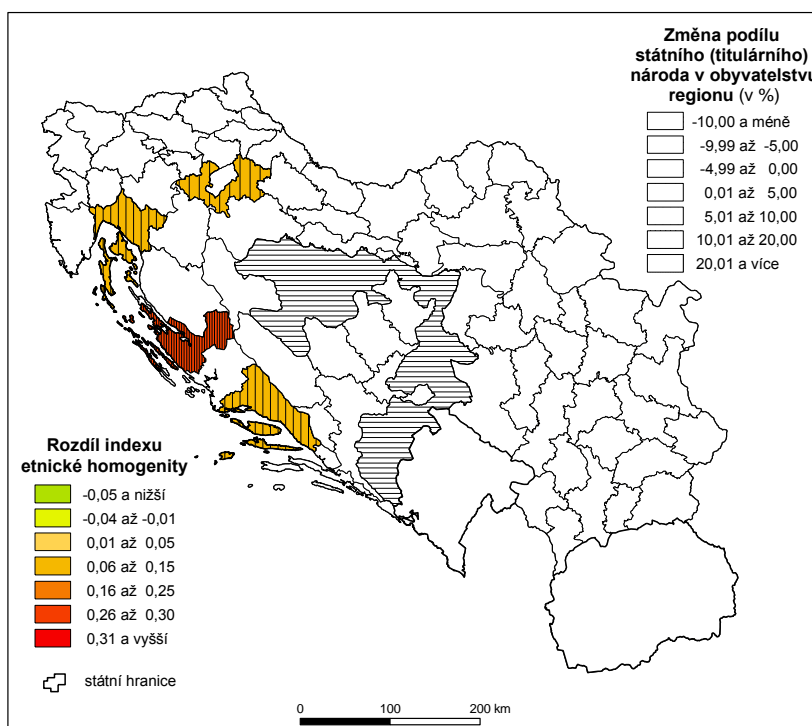 Změna podílu
státního (titulárního)
národa v obyvatelstvu
regionu (v %)
-10,00 a méně
-9,99 až -5,00
-4,99 až 0,00
0,01 až 5,00
5,01 až 10,00
10,01 až 20,00
20,01 a více
Rozdíl indexu
etnické homogenity
-0,05 a nižší
-0,04 až -0,01
0,01 až 0,05
0,06 až 0,15
0,16 až 0,25
0,26 až 0,30
0,31 a vyšší
státní hranice
0 100 200 km